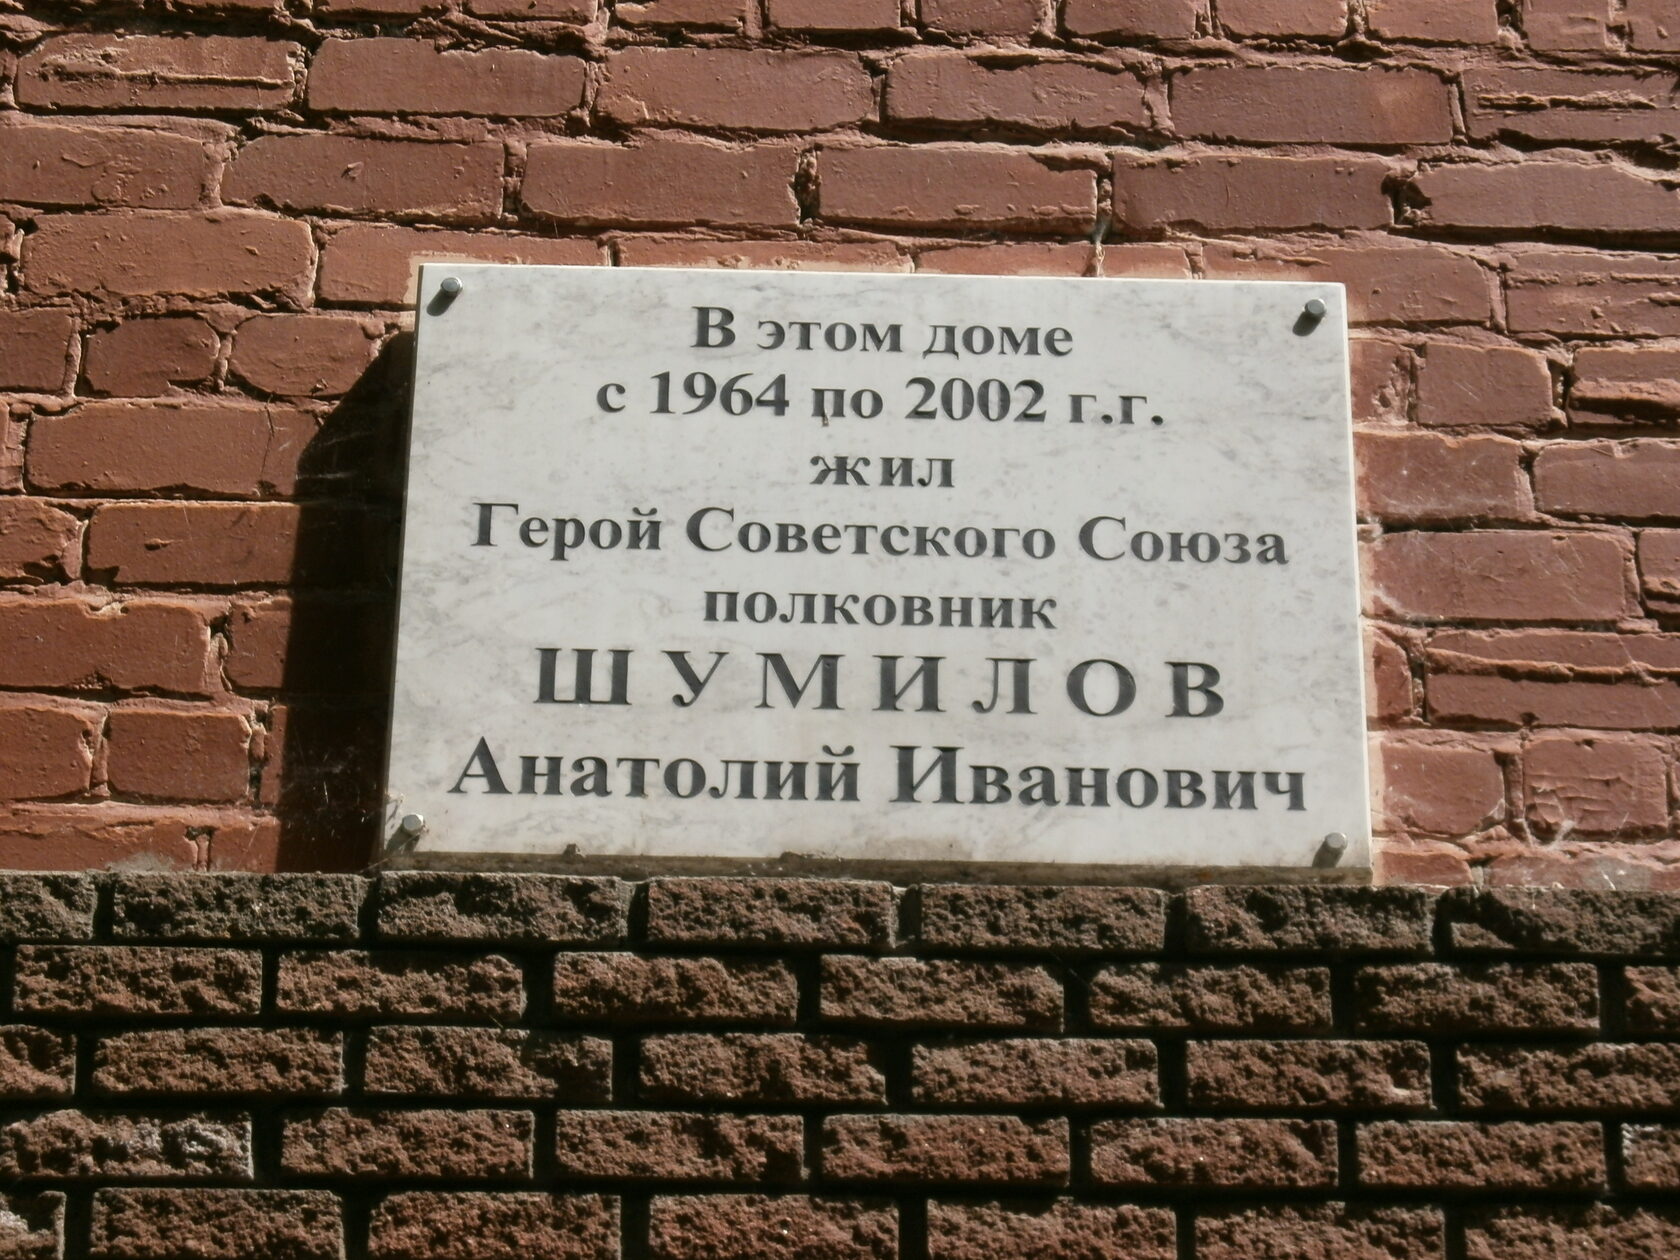 В этом доме
с 1964 по 2002 г.г.
жил
Герой Советского Союза
полковник
ШУМИЛОВ
Анатолий Иванович